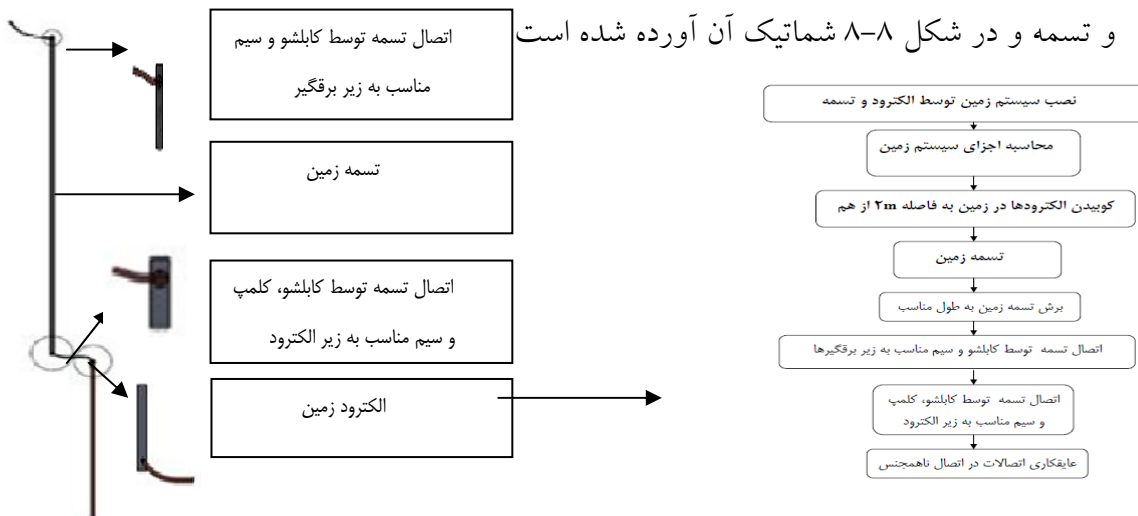 و تسمه و در شکل ۸-۸ شماتیک آن آورده شده است
اتصال تسمه توسط کابلشو و سیم
مناسب به زیر برقگیر
تسمه زمین
اتصال تسمه توسط کابلشو، کلمپ
و سیم مناسب به زیر الکترود
الکترود زمین
نصب سیستم زمین توسط الکترود و تسمه
محاسبه اجزای سیستم زمین
کوبیدن الکترودها در زمین به فاصله ۲m از هم
تسمه زمین
برش تسمه زمین به طول مناسب
اتصال تسمه توسط کابلشو و سیم مناسب به زیر برقگیرها
اتصال تسمه توسط کابلشو، کلمپ
و سیم مناسب به زیر الکترود
عایقکاری اتصالات در اتصال ناهمجنس